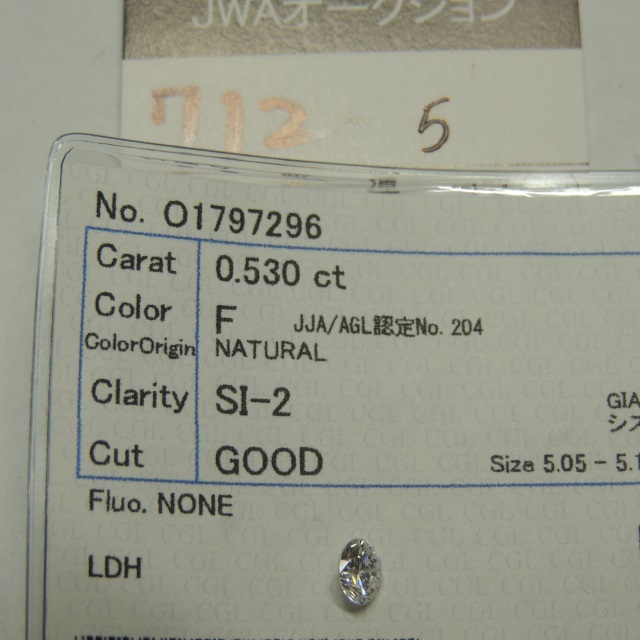 JWAオークション
712 5
No. O1797296
Carat 0.530 ct
Color F JJA/AGL認定No. 204
ColorOrigin NATURAL
Clarity SI-2 GIA
Cut GOOD Size 5.05 - 5.1
Fluo. NONE
LDH